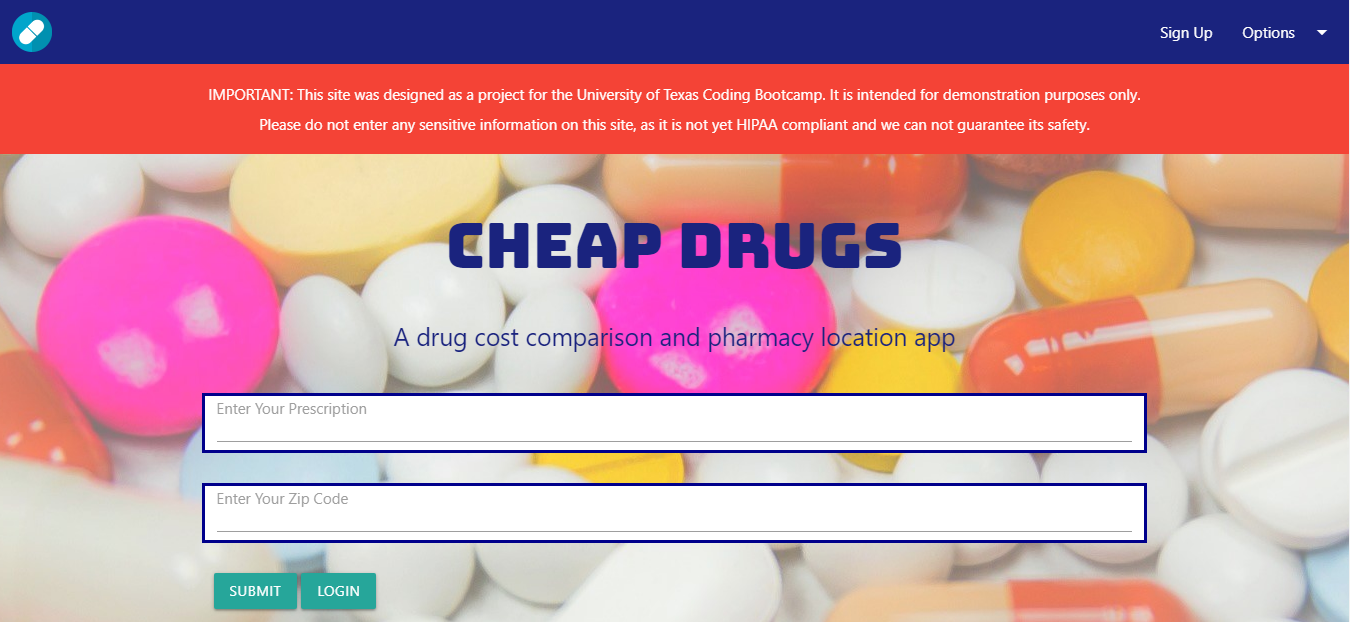 Sign Up
Options
IMPORTANT: This site was designed as a project for the University of Texas Coding Bootcamp. It is intended for demonstration purposes only.
Please do not enter any sensitive information on this site, as it is not yet HIPAA compliant and we can not guarantee its safety.
CHEAP DRUGS
A drug cost comparison and pharmacy location app
Enter Your Prescription
Enter Your Zip Code
SUBMIT
LOGIN